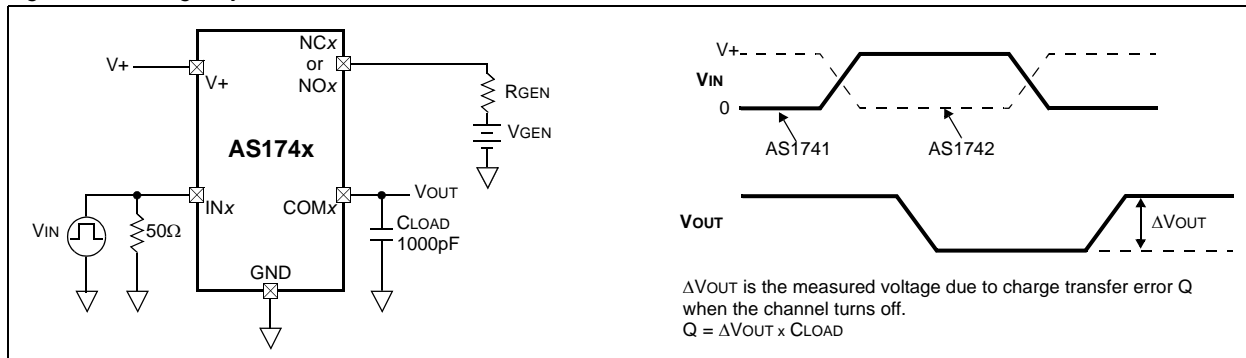 V+
V+
NCx
or
NOx
RGEN
VGEN
AS174x
INx
COMx
VOUT
VIN
50Ω
CLOAD
1000pF
GND
V+
VIN
0
AS1741
AS1742
VOUT
ΔVOUT
ΔVOUT is the measured voltage due to charge transfer error Q
when the channel turns off.
Q = ΔVOUT x CLOAD